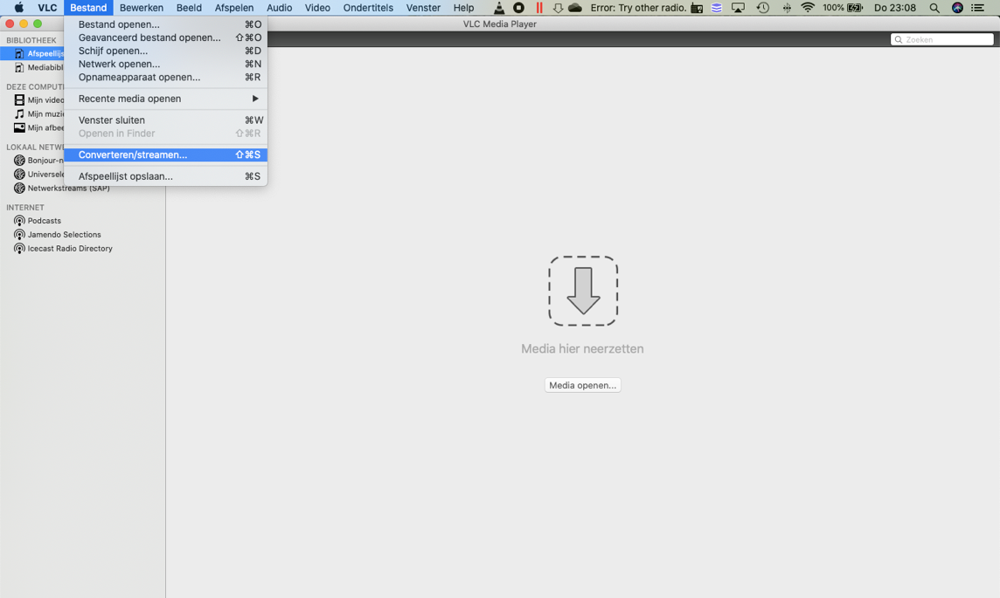 VLC Bestand Bewerken Beeld Afspelen Audio Video Ondertitels Venster Help Error: Try other radio. 100% Do 23:08
VLC Media Player
Zoeken
Bestand openen... ⌘O
Geavanceerd bestand openen... ⇧⌘O
Schijf openen... ⌘D
Netwerk openen... ⌘N
Opnameapparaat openen... ⌘R
Recente media openen ▶
Venster sluiten ⌘W
Openen in Finder ⇧⌘R
Converteren/streamen... ⇧⌘S
Afspeellijst opslaan... ⌘S
BIBLIOTHEEK
Afspeellijs
Mediabibl
DEZE COMPUT
Mijn video
Mijn muzi
Mijn afbee
LOKAAL NETW
Bonjour-n
Universele
Netwerkstreams (SAP)
INTERNET
Podcasts
Jamendo Selections
Icecast Radio Directory
Media hier neerzetten
Media openen...